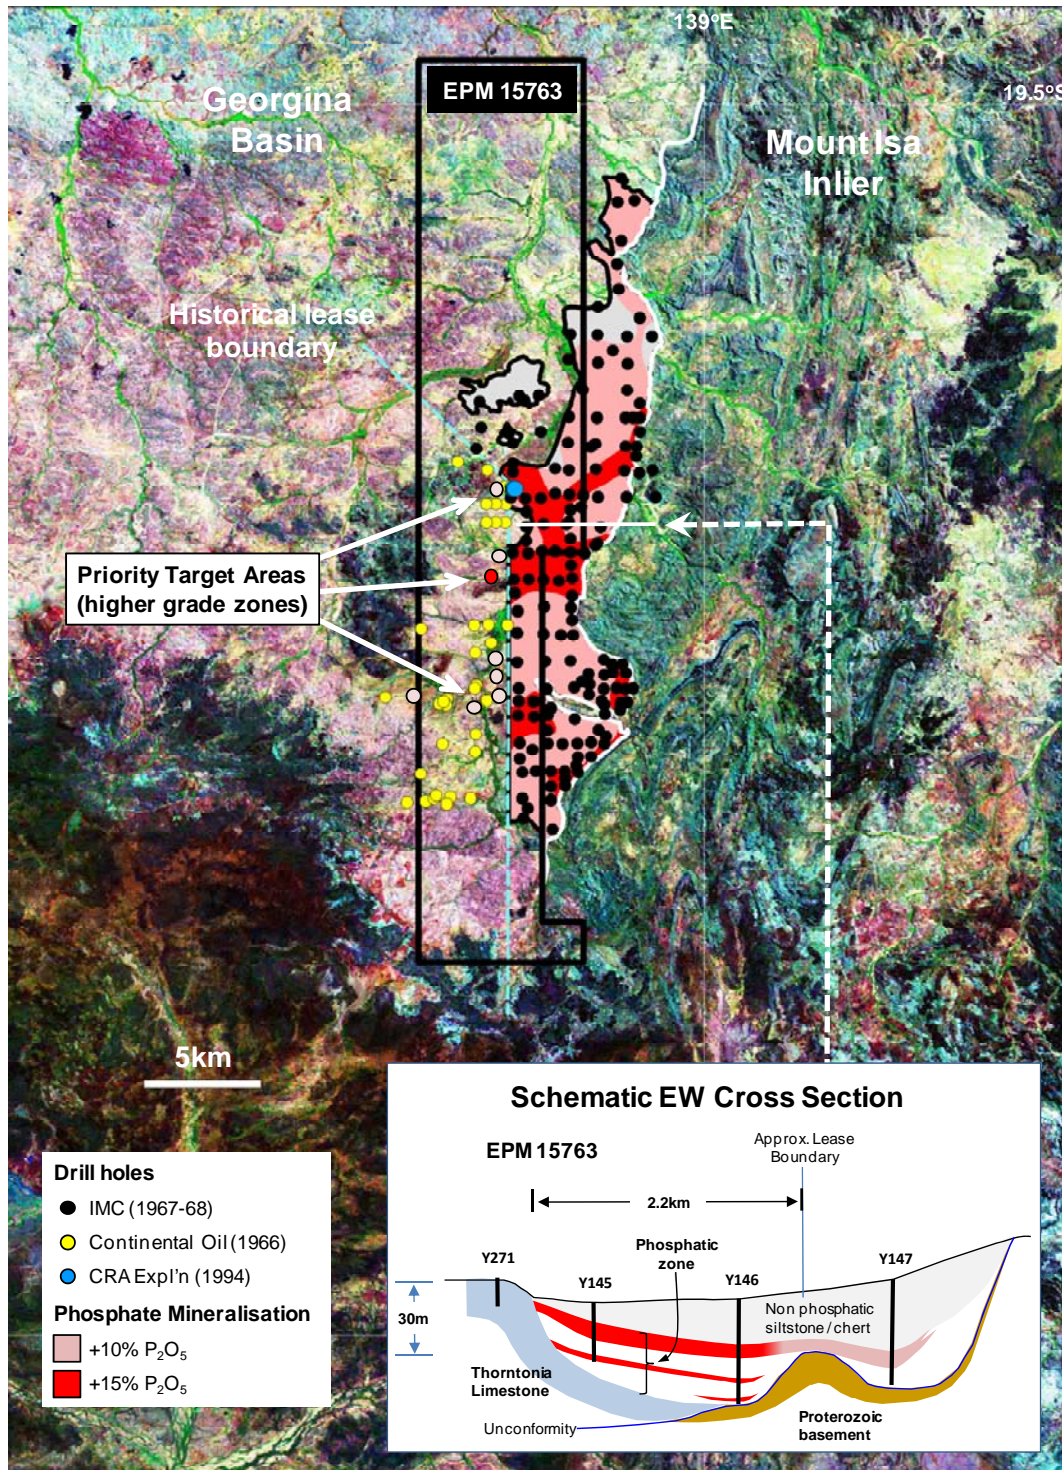 139°E
EPM 15763
19.5°S
Georgina
Basin
Mount Isa
Inlier
Historical lease
boundary
Priority Target Areas
(higher grade zones)
5km
Drill holes
IMC (1967-68)
Continental Oil (1966)
CRA Expl'n (1994)
Phosphate Mineralisation
+10% P₂O₅
+15% P₂O₅
Schematic EW Cross Section
EPM 15763
Approx. Lease
Boundary
2.2km
Phosphatic
zone
Y271
Y145
Y146
Y147
30m
Non phosphatic
siltstone / chert
Thorntonia
Limestone
Unconformity
Proterozoic
basement